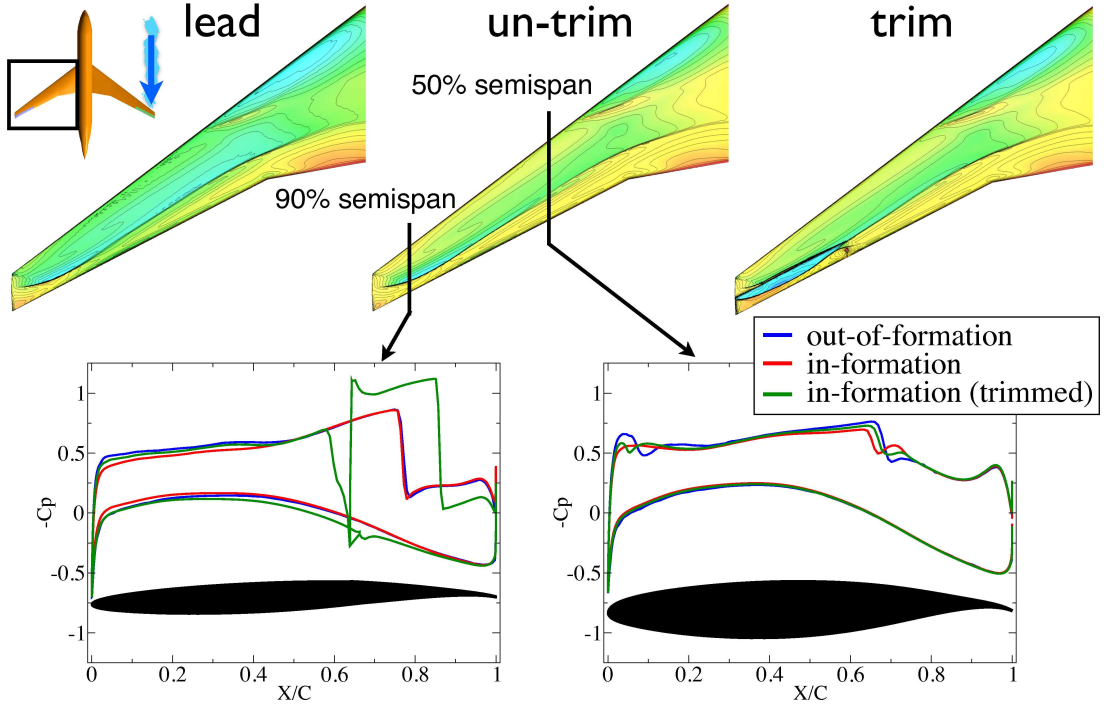 lead
un-trim
trim
50% semispan
90% semispan
out-of-formation
in-formation
in-formation (trimmed)
1
0.5
0
-0.5
-1
-Cp
0
0.2
0.4
0.6
0.8
1
X/C
1
0.5
0
-0.5
-1
-Cp
0
0.2
0.4
0.6
0.8
1
X/C